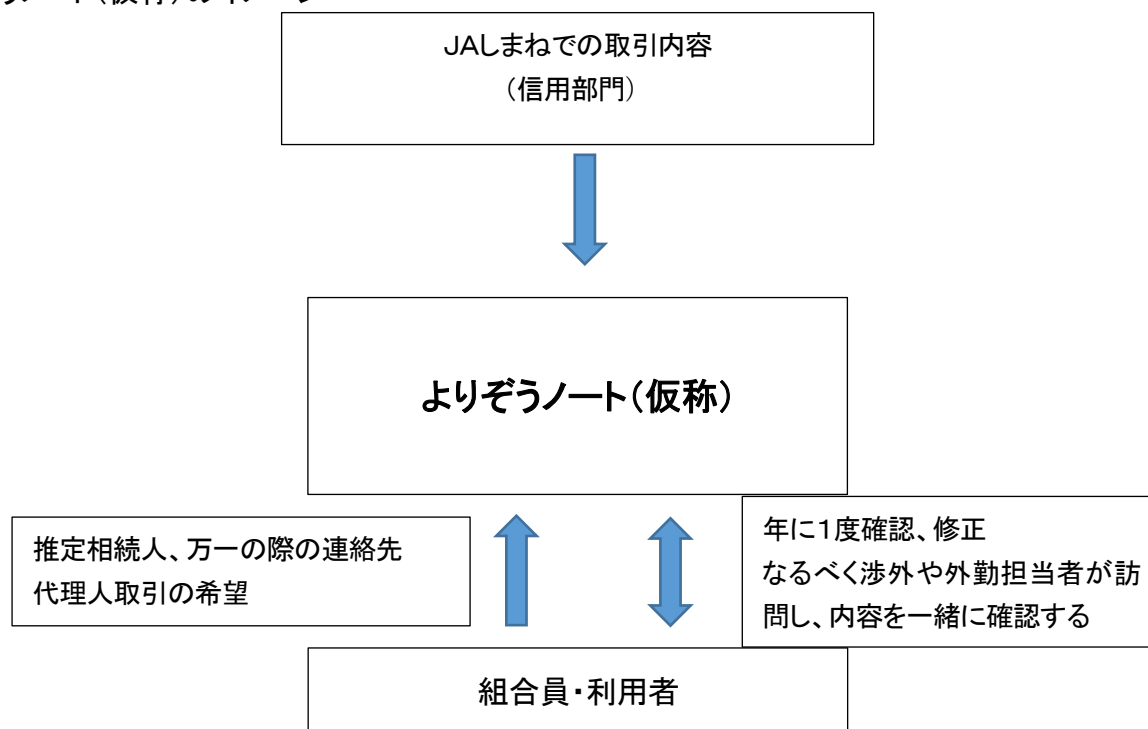 JAしまねでの取引内容
（信用部門）
よりぞうノート（仮称）
推定相続人、万一の際の連絡先
代理人取引の希望
年に１度確認、修正
なるべく渉外や外勤担当者が訪
問し、内容を一緒に確認する
組合員・利用者